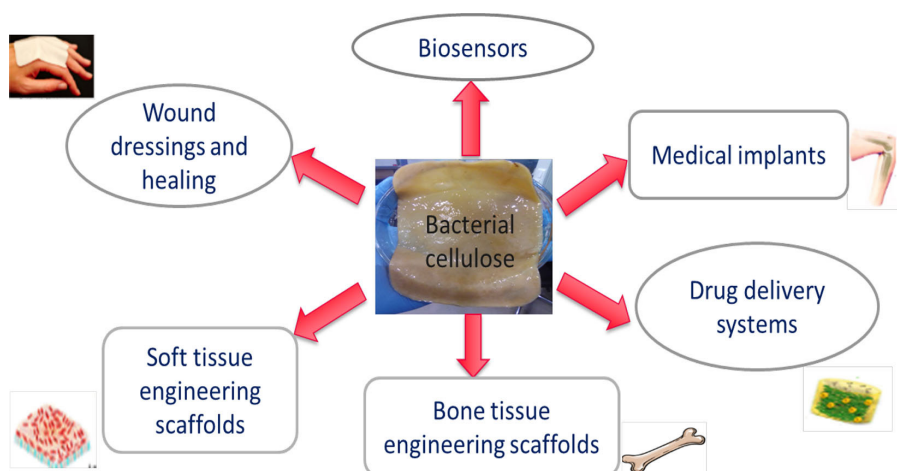 Biosensors
Wound
dressings and
healing
Medical implants
Bacterial
cellulose
Drug delivery
systems
Soft tissue
engineering
scaffolds
Bone tissue
engineering scaffolds